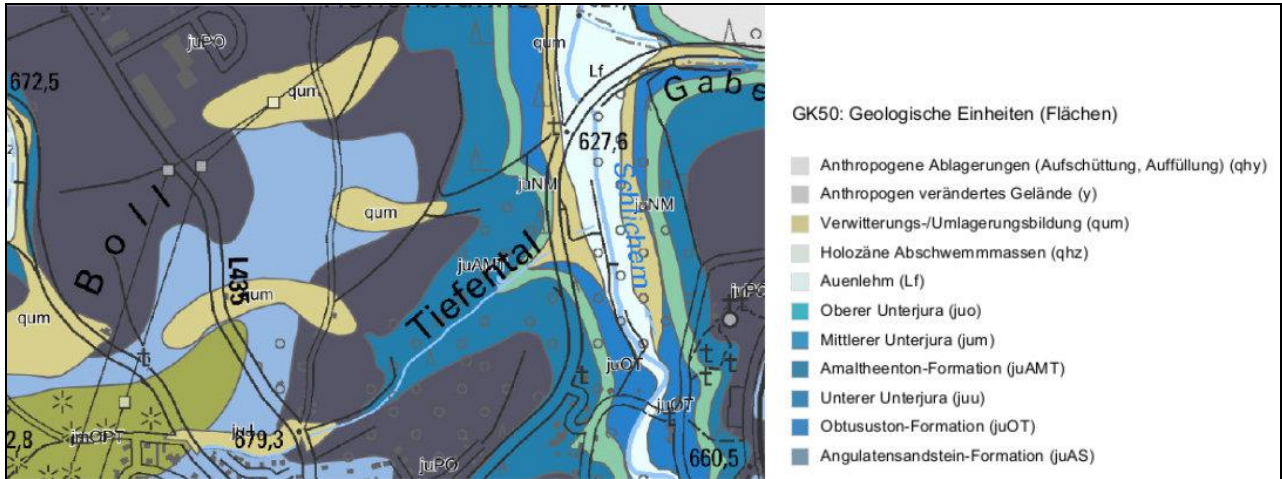 juPO
672,5
qum
qum
Lf
Gabe
627,6
Boll
juNM
Schlichem
juNM
qum
L435
qum
juAMT
Tiefental
juPO
qum
juOT
juOT
679,3
juPO
660,5
GK50: Geologische Einheiten (Flächen)
Anthropogene Ablagerungen (Aufschüttung, Auffüllung) (qhy)
Anthropogen verändertes Gelände (y)
Verwitterungs-/Umlagerungsbildung (qum)
Holozäne Abschwemmmassen (qhz)
Auenlehm (Lf)
Oberer Unterjura (juo)
Mittlerer Unterjura (jum)
Amaltheenton-Formation (juAMT)
Unterer Unterjura (juu)
Obtususton-Formation (juOT)
Angulatensandstein-Formation (juAS)